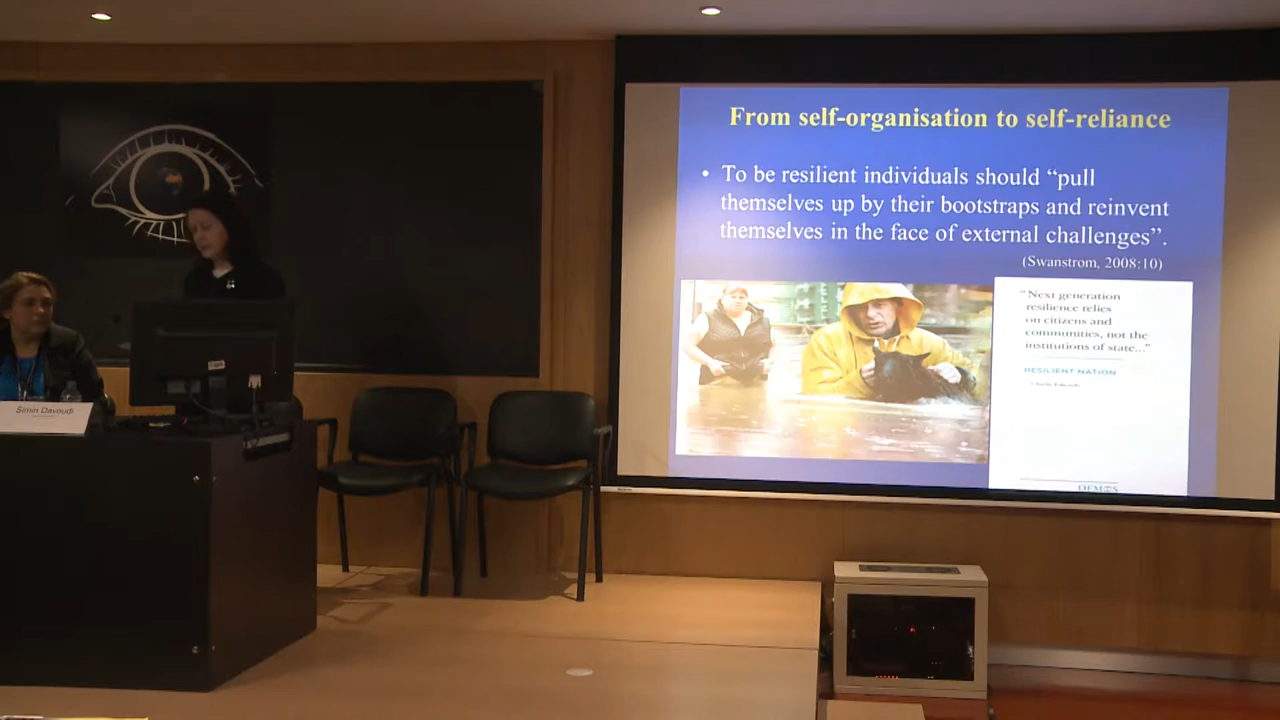 From self-organisation to self-reliance
• To be resilient individuals should “pull
themselves up by their bootstraps and reinvent
themselves in the face of external challenges”.
(Swanstrom, 2008:10)
“Next generation
resilience relies
on citizens and
communities, not the
institutions of state...”
RESILIENT NATION
Charlie Edwards
DEMOS
Simin Davoudi